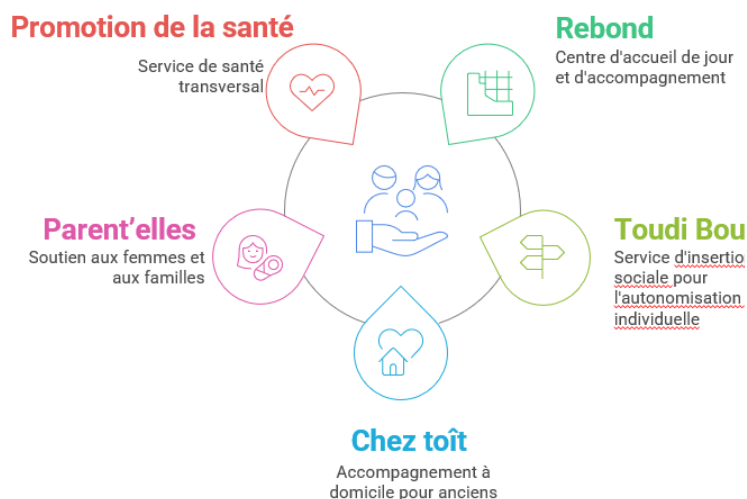 Promotion de la santé
Service de santé
transversal
Rebond
Centre d'accueil de jour
et d'accompagnement
Parent'elles
Soutien aux femmes et
aux familles
Toudi Bou
Service d'insertion
sociale pour
l'autonomisation
individuelle
Chez toît
Accompagnement à
domicile pour anciens